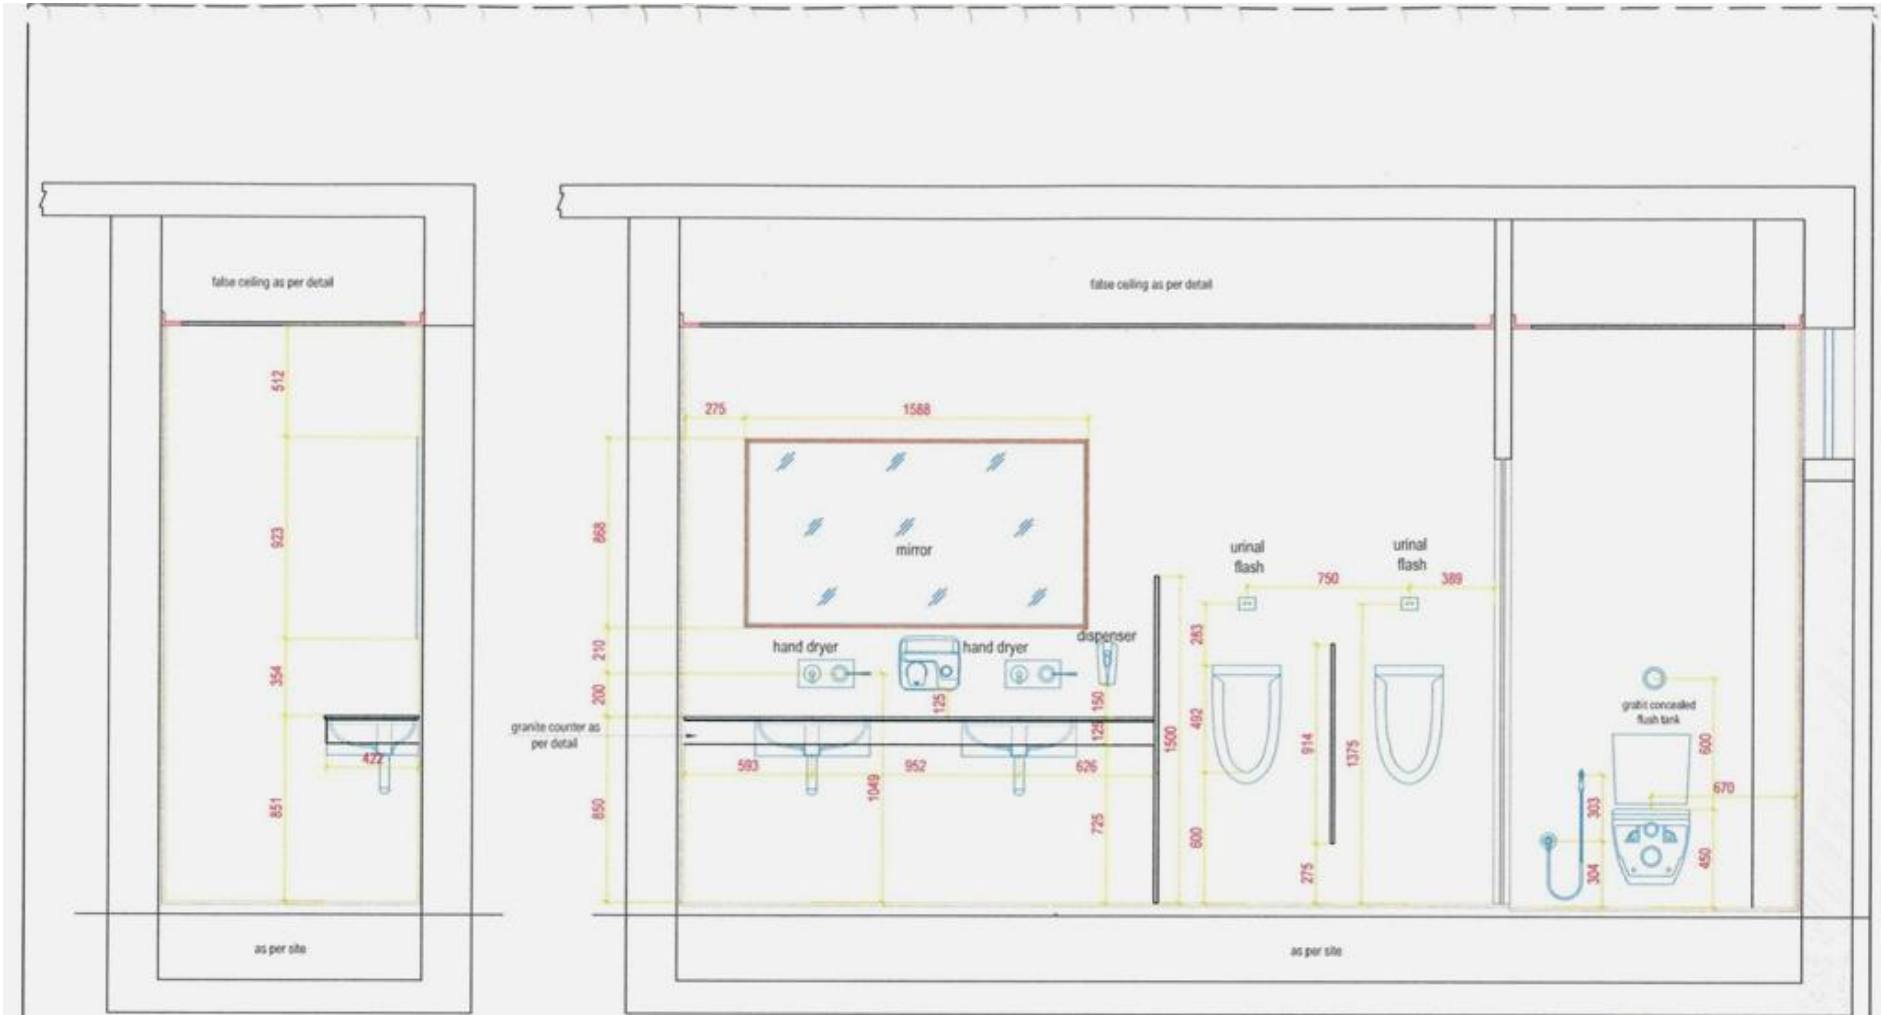 false ceiling as per detail
512
923
354
422
851
as per site
false ceiling as per detail
275
1588
868
mirror
210
hand dryer
hand dryer
dispenser
200
125
150
granite counter as
per detail
125
593
952
626
1049
850
725
1500
urinal
flash
urinal
flash
750
389
283
492
914
1375
600
275
grabit concealed
flush tank
600
670
303
304
450
as per site